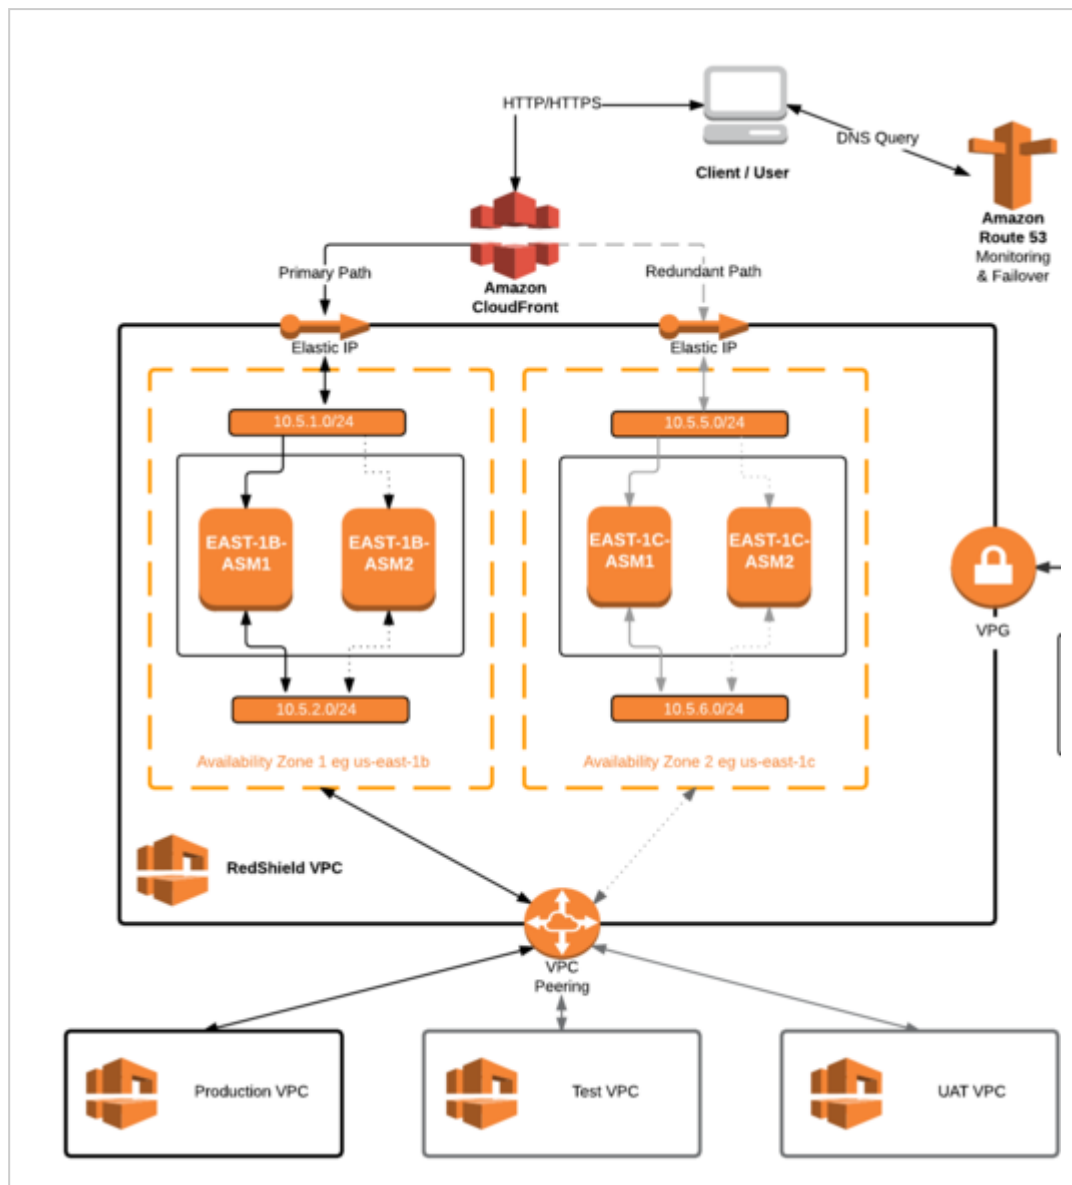 HTTP/HTTPS
DNS Query
Client / User
Amazon
Route 53
Monitoring
& Failover
Primary Path
Redundant Path
Amazon
CloudFront
Elastic IP
Elastic IP
10.5.1.0/24
10.5.5.0/24
EAST-1B-
ASM1
EAST-1B-
ASM2
EAST-1C-
ASM1
EAST-1C-
ASM2
VPG
10.5.2.0/24
10.5.6.0/24
Availability Zone 1 eg us-east-1b
Availability Zone 2 eg us-east-1c
RedShield VPC
VPC
Peering
Production VPC
Test VPC
UAT VPC